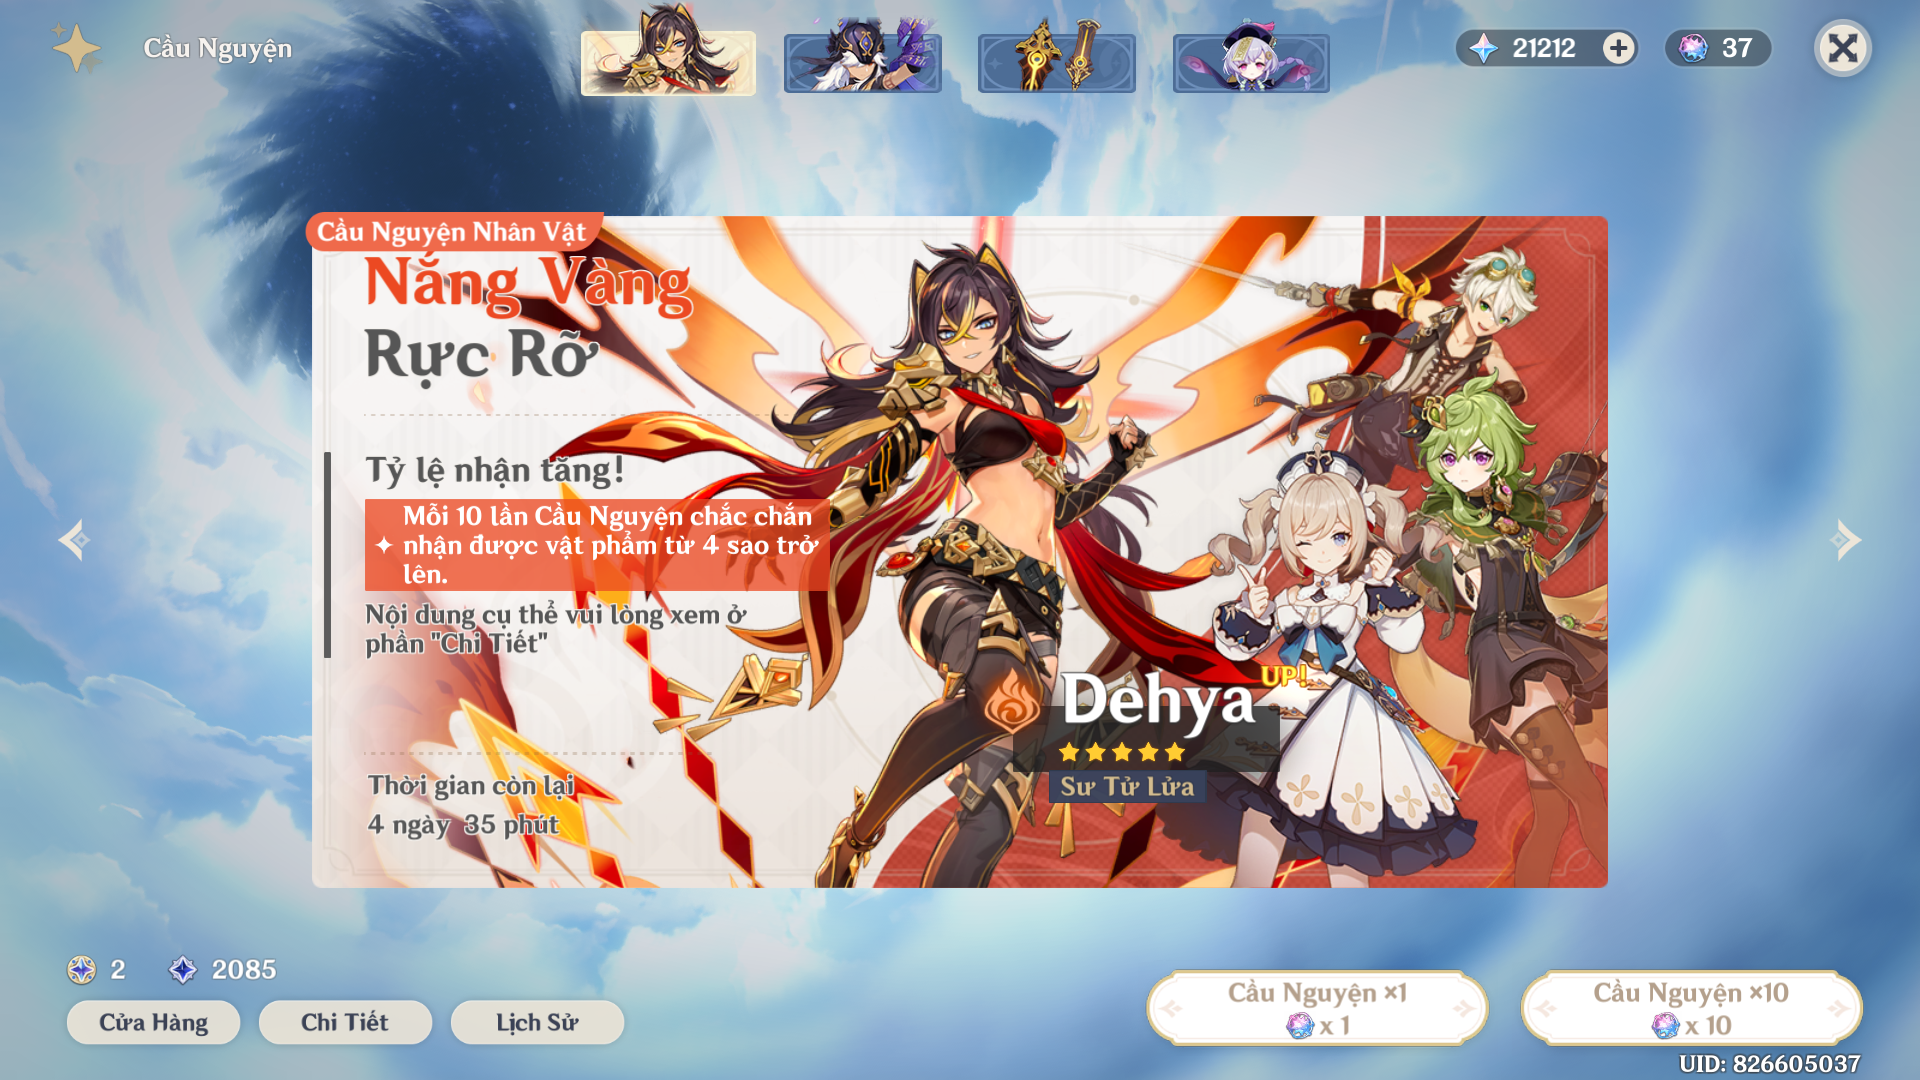 Cầu Nguyện
21212
37
Cầu Nguyện Nhân Vật
Nắng Vàng
Rực Rỡ
Tỷ lệ nhận tăng!
Mỗi 10 lần Cầu Nguyện chắc chắn
nhận được vật phẩm từ 4 sao trở
lên.
Nội dung cụ thể vui lòng xem ở
phần "Chi Tiết"
UP!
Dehya
Sư Tử Lửa
Thời gian còn lại
4 ngày 35 phút
2
2085
Cửa Hàng
Chi Tiết
Lịch Sử
Cầu Nguyện ×1
x 1
Cầu Nguyện ×10
x 10
UID: 826605037